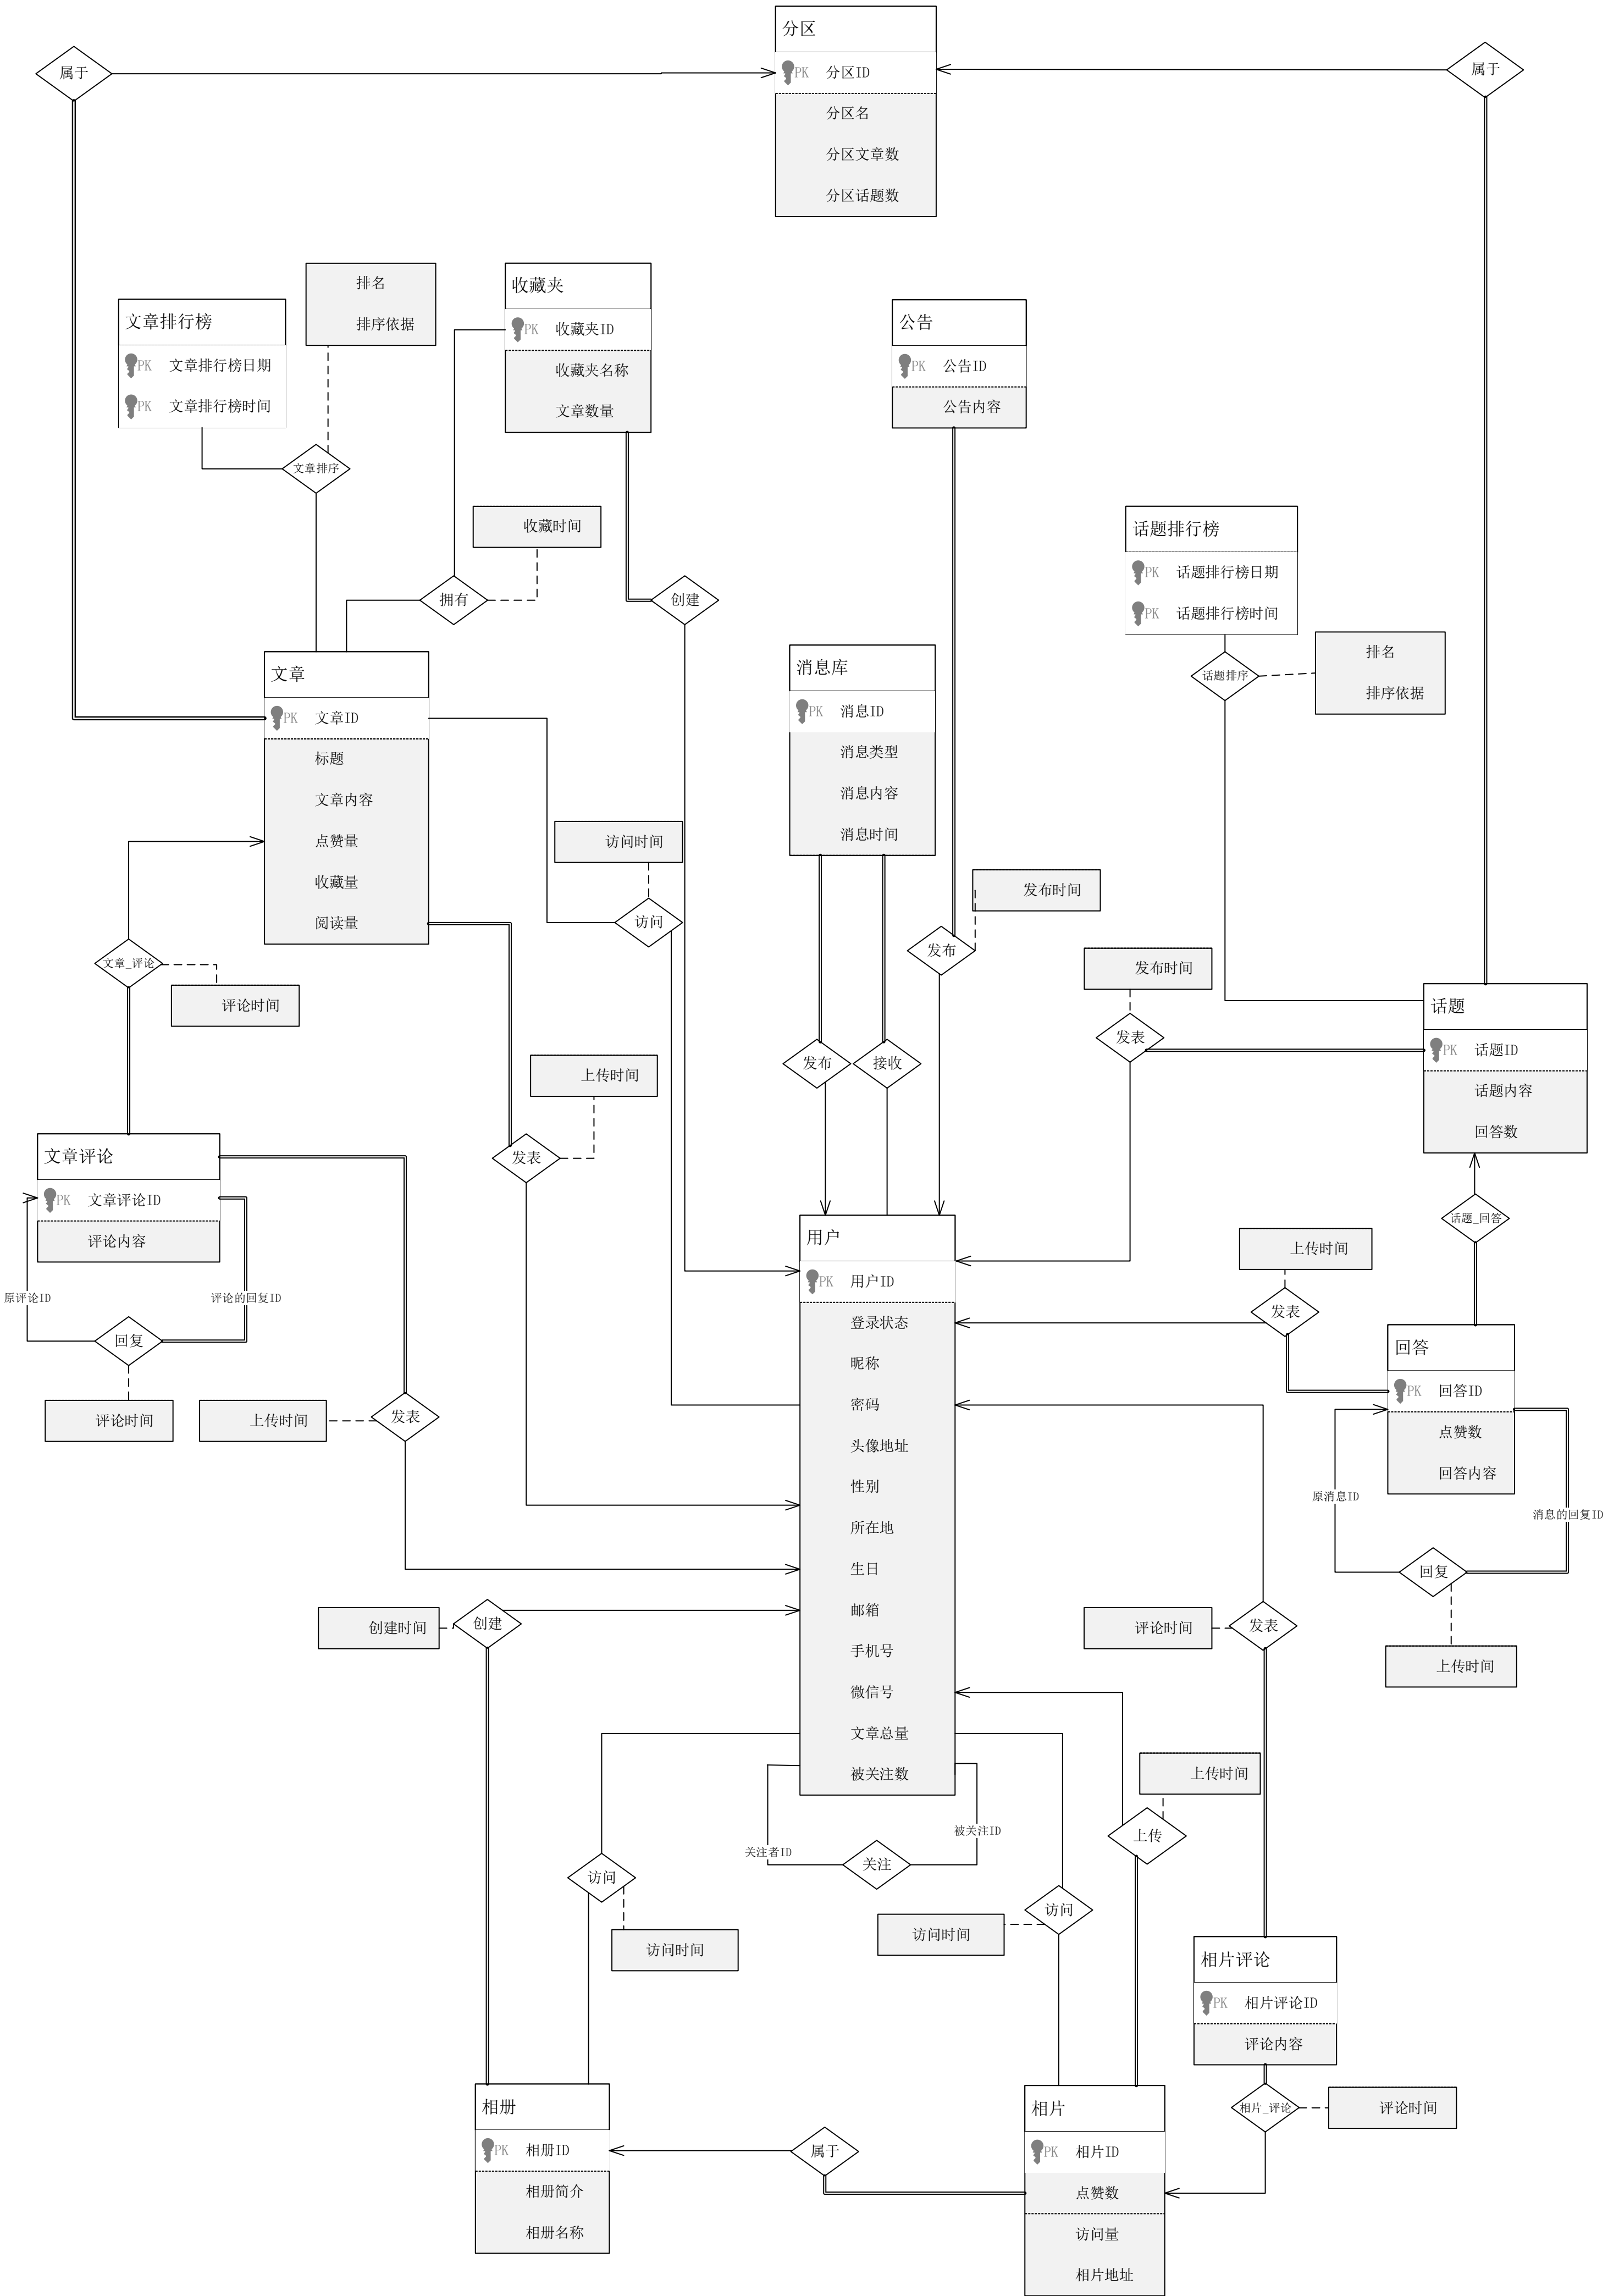 分区
PK 分区ID
分区名
分区文章数
分区话题数
属于
属于
文章排行榜
PK 文章排行榜日期
PK 文章排行榜时间
排名
排序依据
文章排序
收藏夹
PK 收藏夹ID
收藏夹名称
文章数量
公告
PK 公告ID
公告内容
收藏时间
拥有
创建
话题排行榜
PK 话题排行榜日期
PK 话题排行榜时间
话题排序
排名
排序依据
文章
PK 文章ID
标题
文章内容
点赞量
收藏量
阅读量
消息库
PK 消息ID
消息类型
消息内容
消息时间
访问时间
访问
发布时间
发布
发布时间
发表
文章_评论
评论时间
话题
PK 话题ID
话题内容
回答数
发布
接收
上传时间
发表
文章评论
PK 文章评论ID
评论内容
原评论ID
评论的回复ID
回复
评论时间
上传时间
发表
用户
PK 用户ID
登录状态
昵称
密码
头像地址
性别
所在地
生日
邮箱
手机号
微信号
文章总量
被关注数
话题_回答
上传时间
发表
回答
PK 回答ID
点赞数
回答内容
原消息ID
消息的回复ID
回复
上传时间
创建时间
创建
评论时间
发表
上传时间
上传
关注者ID
被关注ID
关注
访问
访问时间
访问
访问时间
相片评论
PK 相片评论ID
评论内容
相片_评论
评论时间
相册
PK 相册ID
相册简介
相册名称
属于
相片
PK 相片ID
点赞数
访问量
相片地址